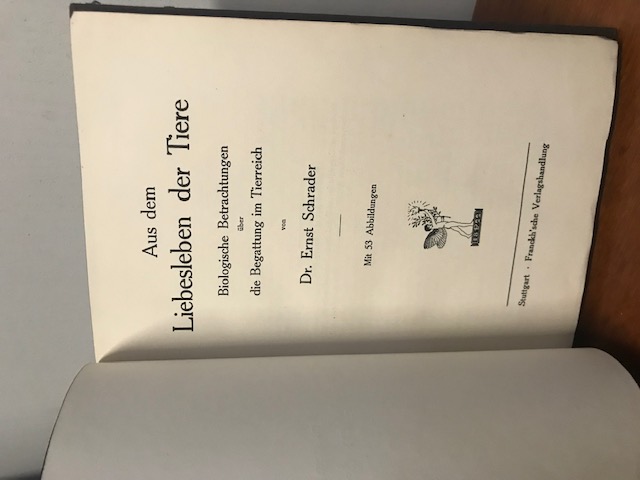 Aus dem
Liebesleben der Tiere
Biologische Betrachtungen
über
die Begattung im Tierreich
von
Dr. Ernst Schrader
Mit 53 Abbildungen
Stuttgart · Franckh'sche Verlagshandlung